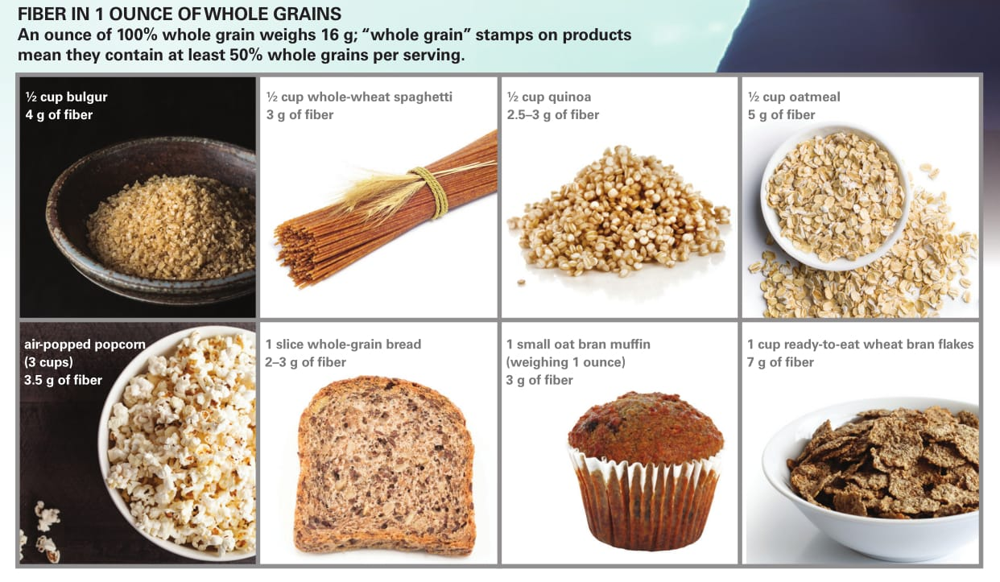 FIBER IN 1 OUNCE OF WHOLE GRAINS
An ounce of 100% whole grain weighs 16 g; “whole grain” stamps on products
mean they contain at least 50% whole grains per serving.
½ cup bulgur
4 g of fiber
½ cup whole-wheat spaghetti
3 g of fiber
½ cup quinoa
2.5–3 g of fiber
½ cup oatmeal
5 g of fiber
air-popped popcorn
(3 cups)
3.5 g of fiber
1 slice whole-grain bread
2–3 g of fiber
1 small oat bran muffin
(weighing 1 ounce)
3 g of fiber
1 cup ready-to-eat wheat bran flakes
7 g of fiber